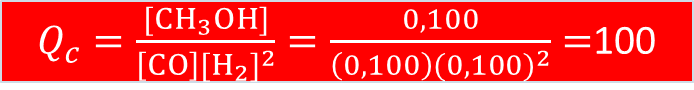 Q_c = [CH₃OH] / [CO][H₂]² = 0,100 / (0,100)(0,100)² =100